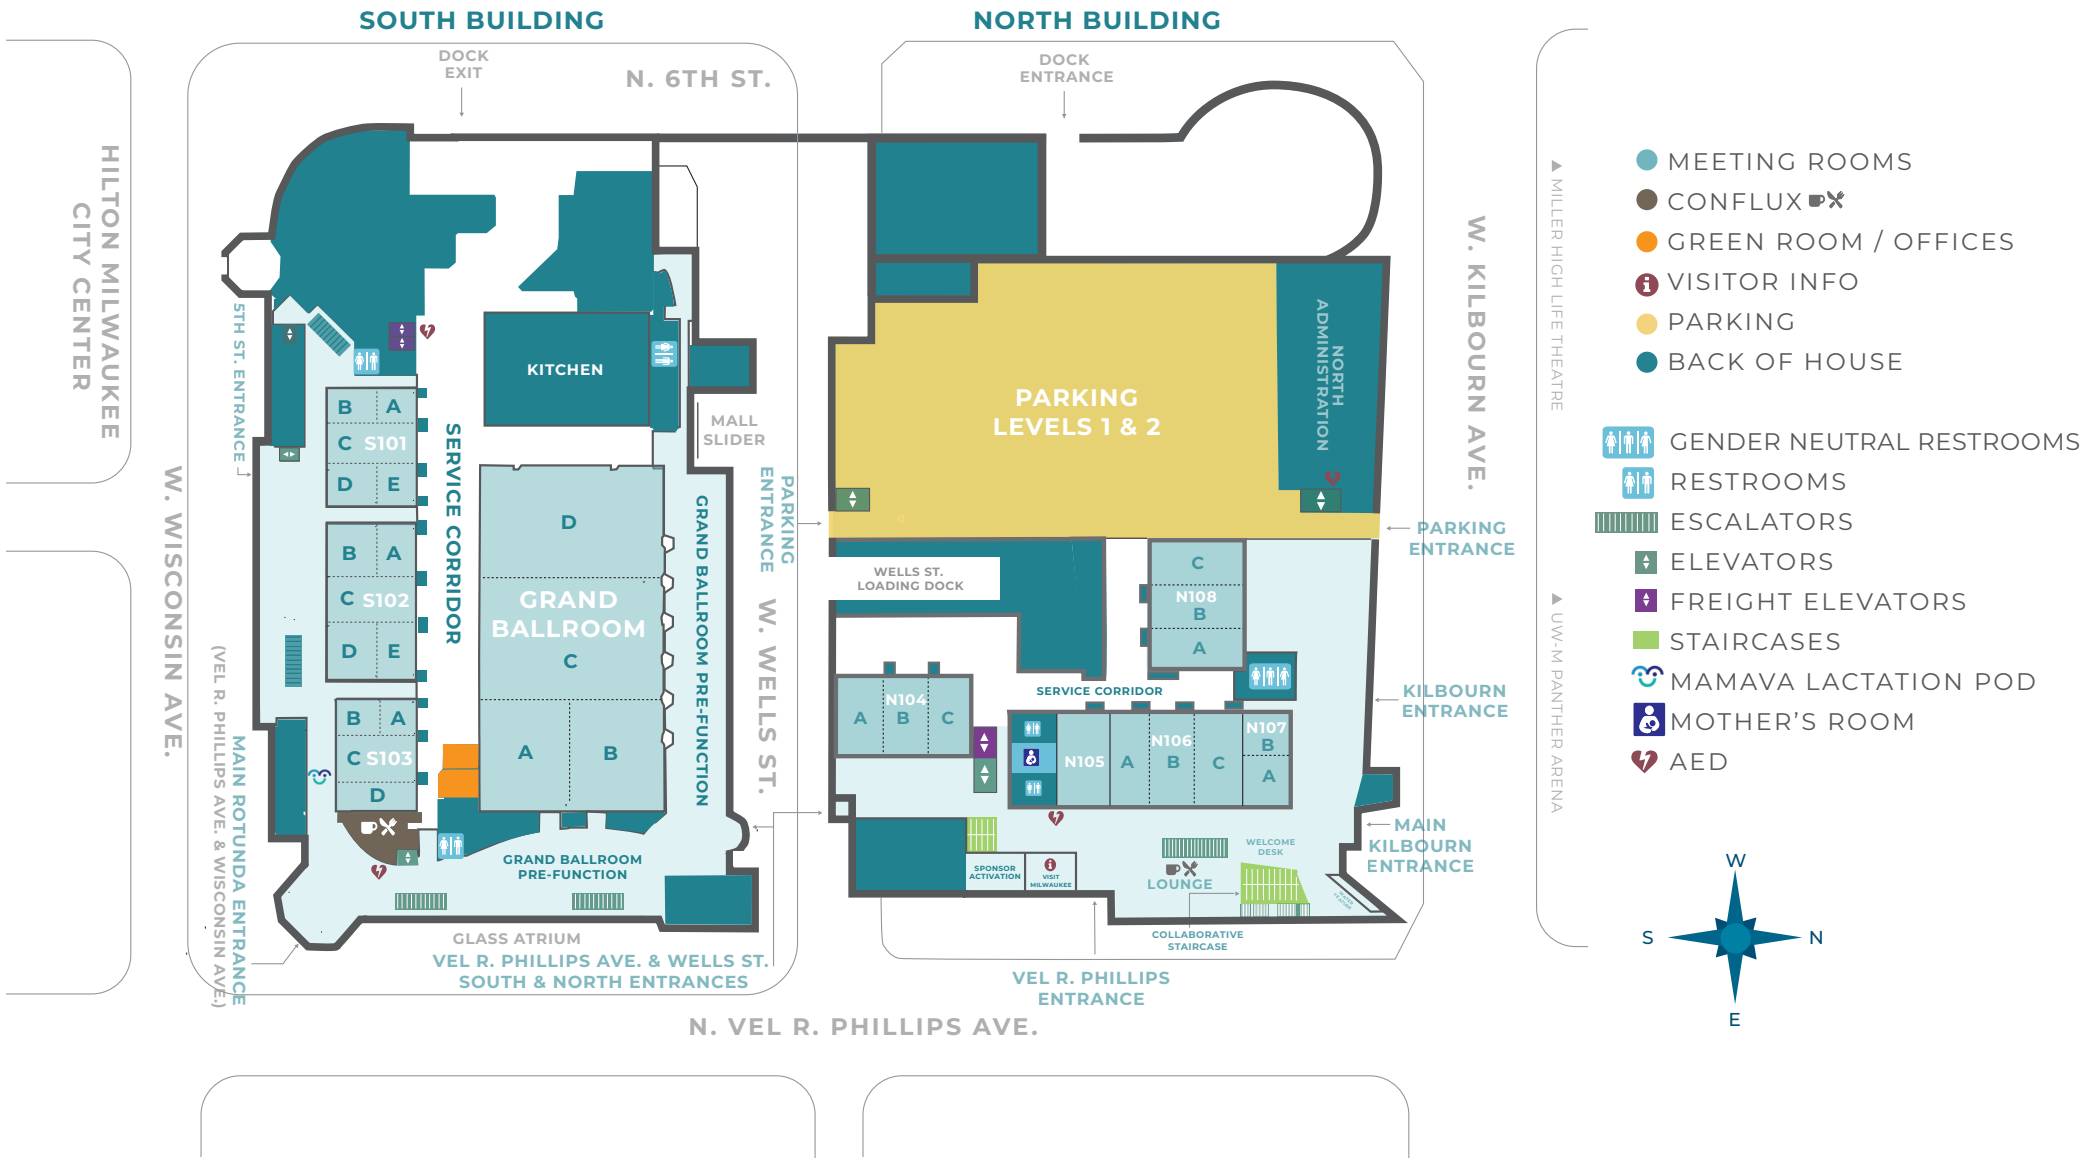 SOUTH BUILDING
NORTH BUILDING
DOCK
EXIT
N. 6TH ST.
DOCK
ENTRANCE
HILTON MILWAUKEE
CITY CENTER
W. WISCONSIN AVE.
5TH ST. ENTRANCE
B
A
C
S101
D
E
B
A
C
S102
D
E
B
A
C
S103
D
SERVICE CORRIDOR
KITCHEN
MALL
SLIDER
D
GRAND
BALLROOM
C
A
B
GRAND BALLROOM PRE-FUNCTION
GRAND BALLROOM
PRE-FUNCTION
MAIN ROTUNDA ENTRANCE
(VEL R. PHILLIPS AVE. & WISCONSIN AVE.)
GLASS ATRIUM
VEL R. PHILLIPS AVE. & WELLS ST.
SOUTH & NORTH ENTRANCES
PARKING
ENTRANCE
W. WELLS ST.
PARKING
LEVELS 1 & 2
NORTH
ADMINISTRATION
WELLS ST.
LOADING DOCK
C
N108
B
A
SERVICE CORRIDOR
N104
A
B
C
N105
A
N106
B
C
N107
B
A
SPONSOR
ACTIVATION
VISIT
MILWAUKEE
LOUNGE
WELCOME
DESK
COLLABORATIVE
STAIRCASE
VEL R. PHILLIPS
ENTRANCE
N. VEL R. PHILLIPS AVE.
W. KILBOURN AVE.
PARKING
ENTRANCE
KILBOURN
ENTRANCE
MAIN
KILBOURN
ENTRANCE
▲ MILLER HIGH LIFE THEATRE
▲ UW-M PANTHER ARENA
MEETING ROOMS
CONFLUX
GREEN ROOM / OFFICES
VISITOR INFO
PARKING
BACK OF HOUSE
GENDER NEUTRAL RESTROOMS
RESTROOMS
ESCALATORS
ELEVATORS
FREIGHT ELEVATORS
STAIRCASES
MAMAVA LACTATION POD
MOTHER'S ROOM
AED
W
S
N
E